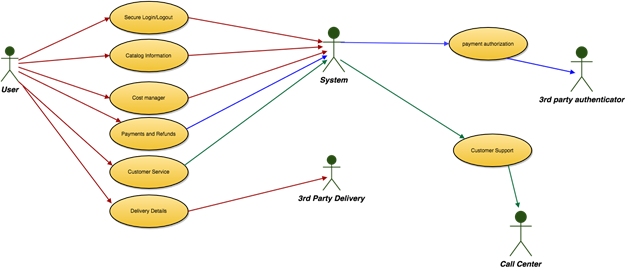 Secure Login/Logout
Catalog Information
User
System
payment authorization
Cost manager
3rd party authenticator
Payments and Refunds
Customer Service
Customer Support
3rd Party Delivery
Delivery Details
Call Center